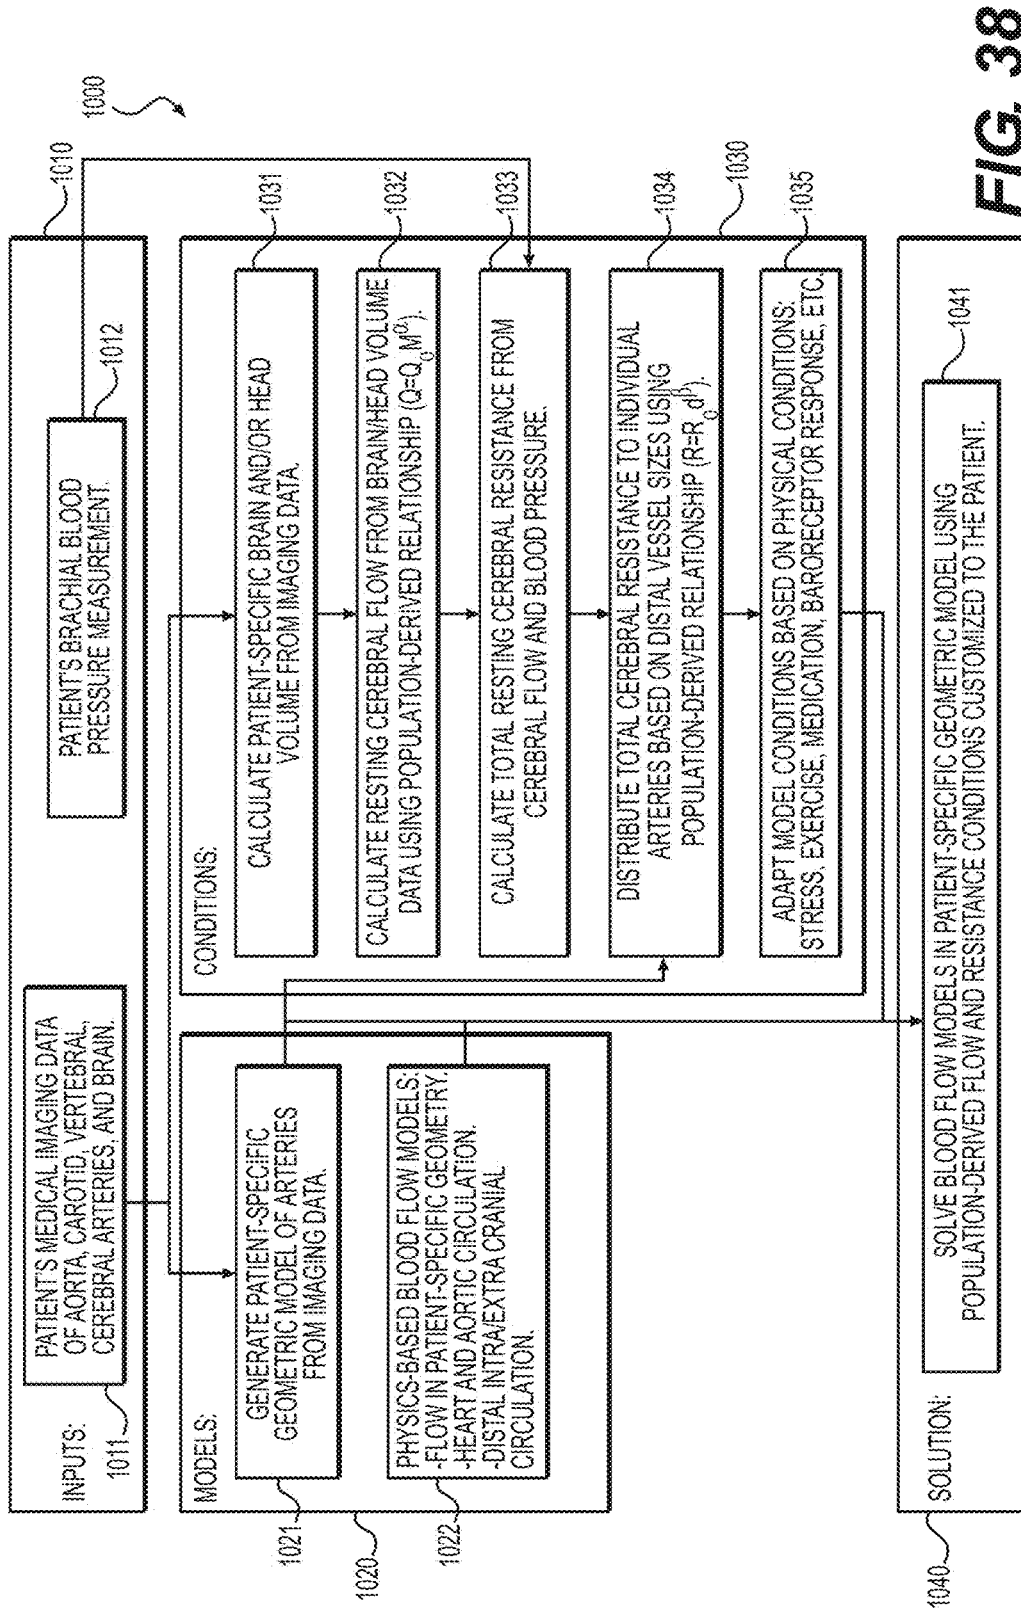 1000
1010
INPUTS:
PATIENT'S MEDICAL IMAGING DATA
OF AORTA, CAROTID, VERTEBRAL,
CEREBRAL ARTERIES, AND BRAIN.
1011
PATIENT'S BRACHIAL BLOOD
PRESSURE MEASUREMENT.
1012
MODELS:
GENERATE PATIENT-SPECIFIC
GEOMETRIC MODEL OF ARTERIES
FROM IMAGING DATA.
1021
PHYSICS-BASED BLOOD FLOW MODELS:
-FLOW IN PATIENT-SPECIFIC GEOMETRY.
-HEART AND AORTIC CIRCULATION.
-DISTAL INTRA/EXTRA CRANIAL
CIRCULATION.
1022
1020
CONDITIONS:
CALCULATE PATIENT-SPECIFIC BRAIN AND/OR HEAD
VOLUME FROM IMAGING DATA.
1031
CALCULATE RESTING CEREBRAL FLOW FROM BRAIN/HEAD VOLUME
DATA USING POPULATION-DERIVED RELATIONSHIP (Q=Q₀Mᵅ).
1032
CALCULATE TOTAL RESTING CEREBRAL RESISTANCE FROM
CEREBRAL FLOW AND BLOOD PRESSURE.
1033
DISTRIBUTE TOTAL CEREBRAL RESISTANCE TO INDIVIDUAL
ARTERIES BASED ON DISTAL VESSEL SIZES USING
POPULATION-DERIVED RELATIONSHIP (R=R₀dᵝ).
1034
ADAPT MODEL CONDITIONS BASED ON PHYSICAL CONDITIONS:
STRESS, EXERCISE, MEDICATION, BARORECEPTOR RESPONSE, ETC.
1035
1030
SOLUTION:
SOLVE BLOOD FLOW MODELS IN PATIENT-SPECIFIC GEOMETRIC MODEL USING
POPULATION-DERIVED FLOW AND RESISTANCE CONDITIONS CUSTOMIZED TO THE PATIENT.
1041
1040
FIG. 38